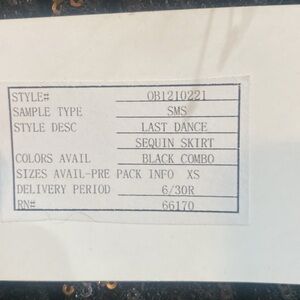 STYLE# OB1210221
SAMPLE TYPE SMS
STYLE DESC LAST DANCE
SEQUIN SKIRT
COLORS AVAIL BLACK COMBO
SIZES AVAIL-PRE PACK INFO XS
DELIVERY PERIOD 6/30R
RN# 66170